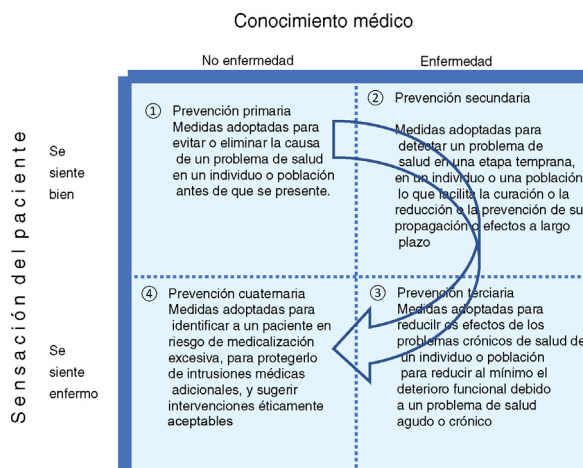 Conocimiento médico
No enfermedad
Enfermedad
Sensación del paciente
Se
siente
bien
① Prevención primaria
Medidas adoptadas para
evitar o eliminar la causa
de un problema de salud
en un individuo o población
antes de que se presente.
② Prevención secundaria
Medidas adoptadas para
detectar un problema de
salud en una etapa temprana,
en un individuo o una población
lo que facilita la curación o la
reducción o la prevención de su
propagación o efectos a largo
plazo
Se
siente
enfermo
④ Prevención cuaternaria
Medidas adoptadas para
identificar a un paciente en
riesgo de medicalización
excesiva, para protegerlo
de intrusiones médicas
adicionales, y sugerir
intervenciones éticamente
aceptables
③ Prevención terciaria
Medidas adoptadas para
reducir os efectos de los
problemas crónicos de salud de
un individuo o población
para reducir al mínimo el
deterioro funcional debido
a un problema de salud
agudo o crónico